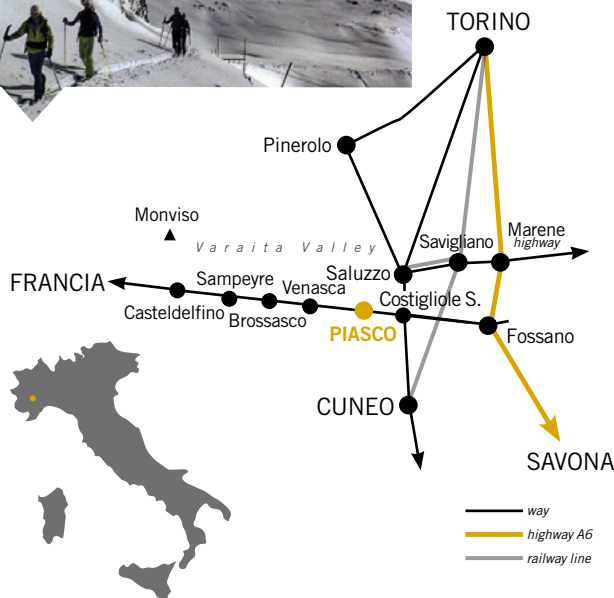 TORINO
Pinerolo
Monviso
Varaita Valley
Savigliano
Marene
highway
Saluzzo
FRANCIA
Sampeyre
Venasca
Costigliole S.
Casteldelfino
Brossasco
PIASCO
Fossano
CUNEO
SAVONA
way
highway A6
railway line